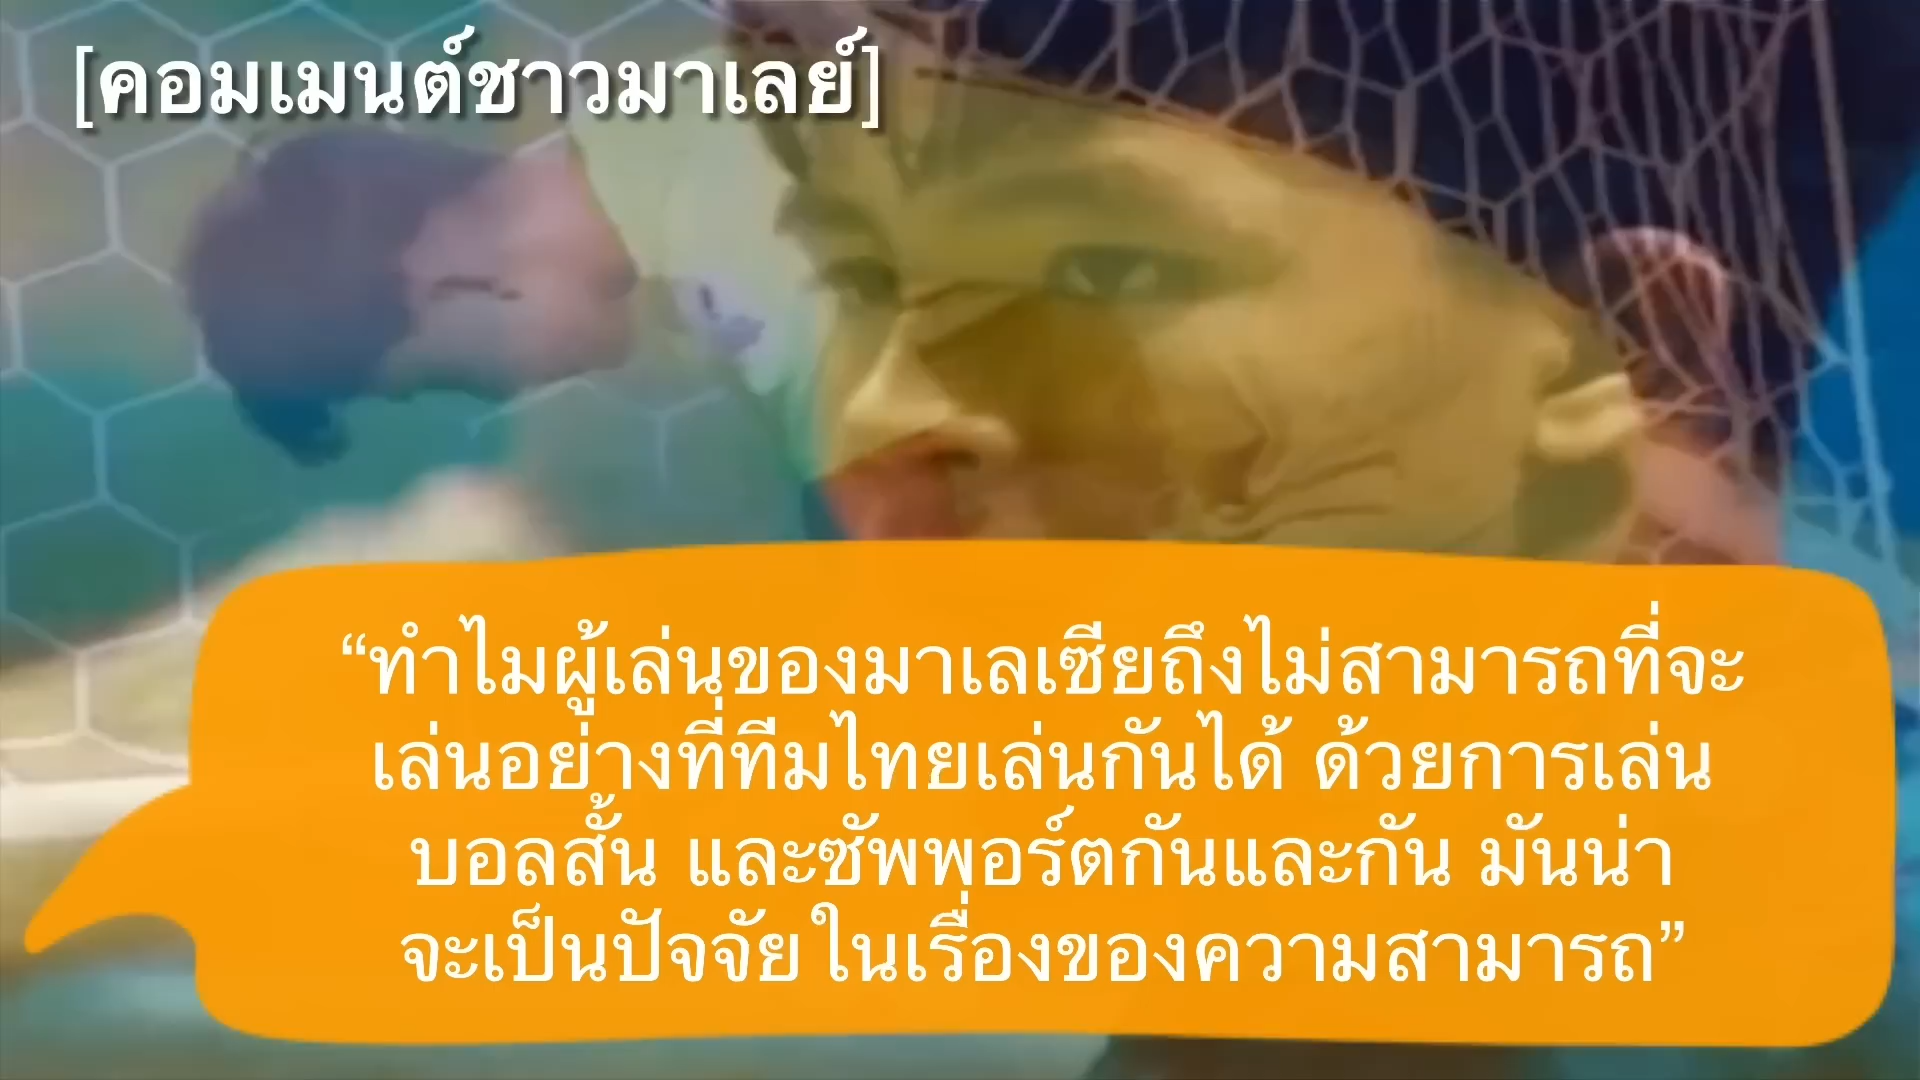 [คอมเมนต์ชาวมาเลย์]
“ทำไมผู้เล่นของมาเลเซียถึงไม่สามารถที่จะ
เล่นอย่างที่ทีมไทยเล่นกันได้ ด้วยการเล่น
บอลสั้น และซัพพอร์ตกันและกัน มันน่า
จะเป็นปัจจัยในเรื่องของความสามารถ”